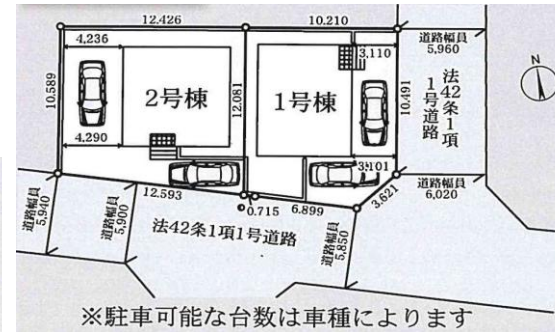 12.426
10.210
道路幅員
5,960
4,236
3,110
法42条1項
1号道路
N
10.589
2号棟
12.081
1号棟
10.491
4,290
3,101
12.593
0.715
6.899
3.621
道路幅員
6,020
道路幅員
5,940
道路幅員
5,900
法42条1項1号道路
道路幅員
5,850
※駐車可能な台数は車種によります